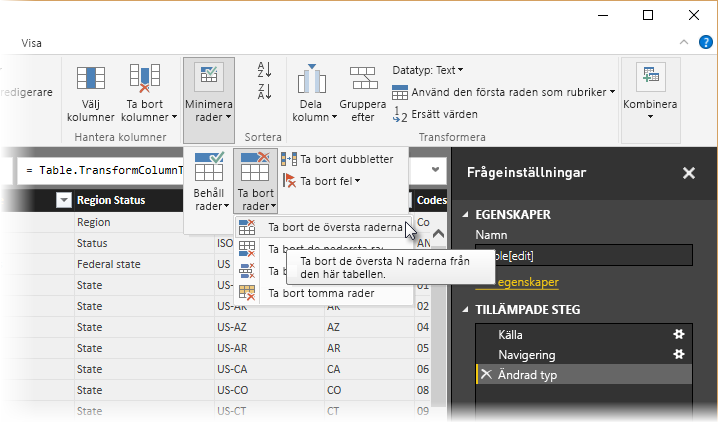 Visa
redigerare
Välj kolumner
Ta bort kolumner
Hantera kolumner
Minimera rader
Sortera
Dela kolumn
Gruppera efter
Datatyp: Text
Använd den första raden som rubriker
Ersätt värden
Transformera
Kombinera
= Table.TransformColumnT
Behåll rader
Ta bort rader
Ta bort dubbletter
Ta bort fel
Ta bort de översta raderna
Ta bort de nedersta ra
Ta b
Ta bort tomma rader
Ta bort de översta N raderna från
den här tabellen.
Region Status
Codes
Region
Co
Status ISO AN
Federal state US
State US 01
State US-AK AK 02
State US-AZ AZ 04
State US-AR AR 05
State US-CA CA 06
State US-CO CO 08
State US-CT CT 09
Frågeinställningar
EGENSKAPER
Namn
ble[edit]
egenskaper
TILLÄMPADE STEG
Källa
Navigering
Ändrad typ